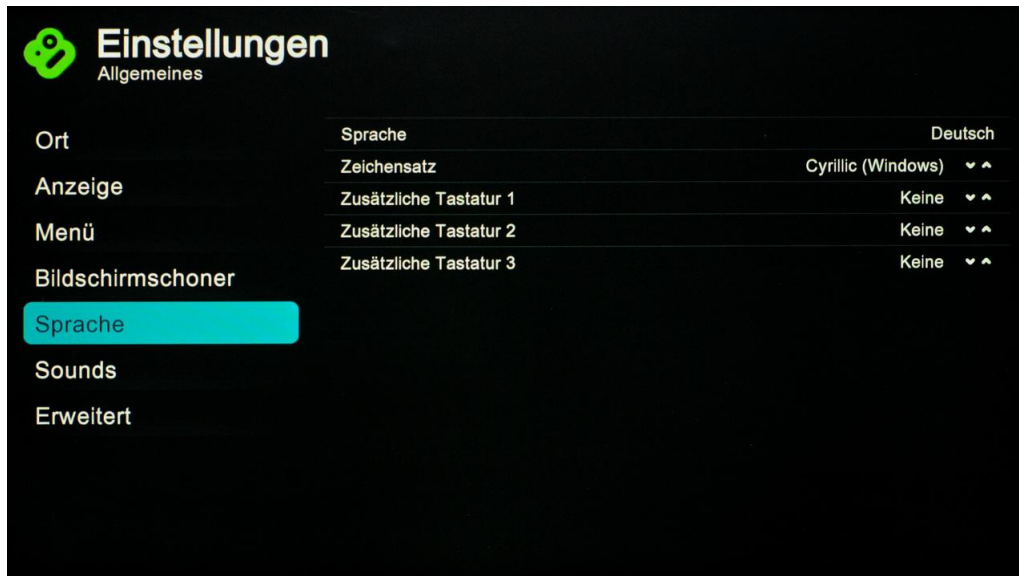 Einstellungen
Allgemeines
Ort
Anzeige
Menü
Bildschirmschoner
Sprache
Sounds
Erweitert
Sprache Deutsch
Zeichensatz Cyrillic (Windows)
Zusätzliche Tastatur 1 Keine
Zusätzliche Tastatur 2 Keine
Zusätzliche Tastatur 3 Keine